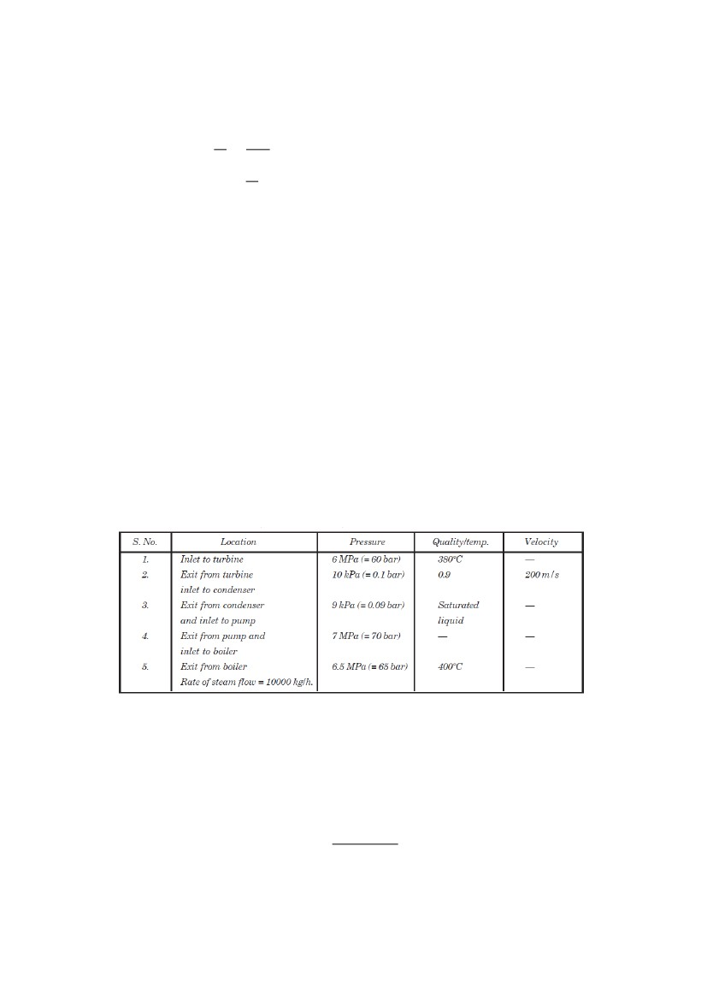 S. No. Location Pressure Quality/temp. Velocity
1. Inlet to turbine 6 MPa (= 60 bar) 380°C —
2. Exit from turbine 10 kPa (= 0.1 bar) 0.9 200 m/s
inlet to condenser
3. Exit from condenser 9 kPa (= 0.09 bar) Saturated —
and inlet to pump liquid
4. Exit from pump and 7 MPa (= 70 bar) — —
inlet to boiler
5. Exit from boiler 6.5 MPa (= 65 bar) 400°C —
Rate of steam flow = 10000 kg/h.